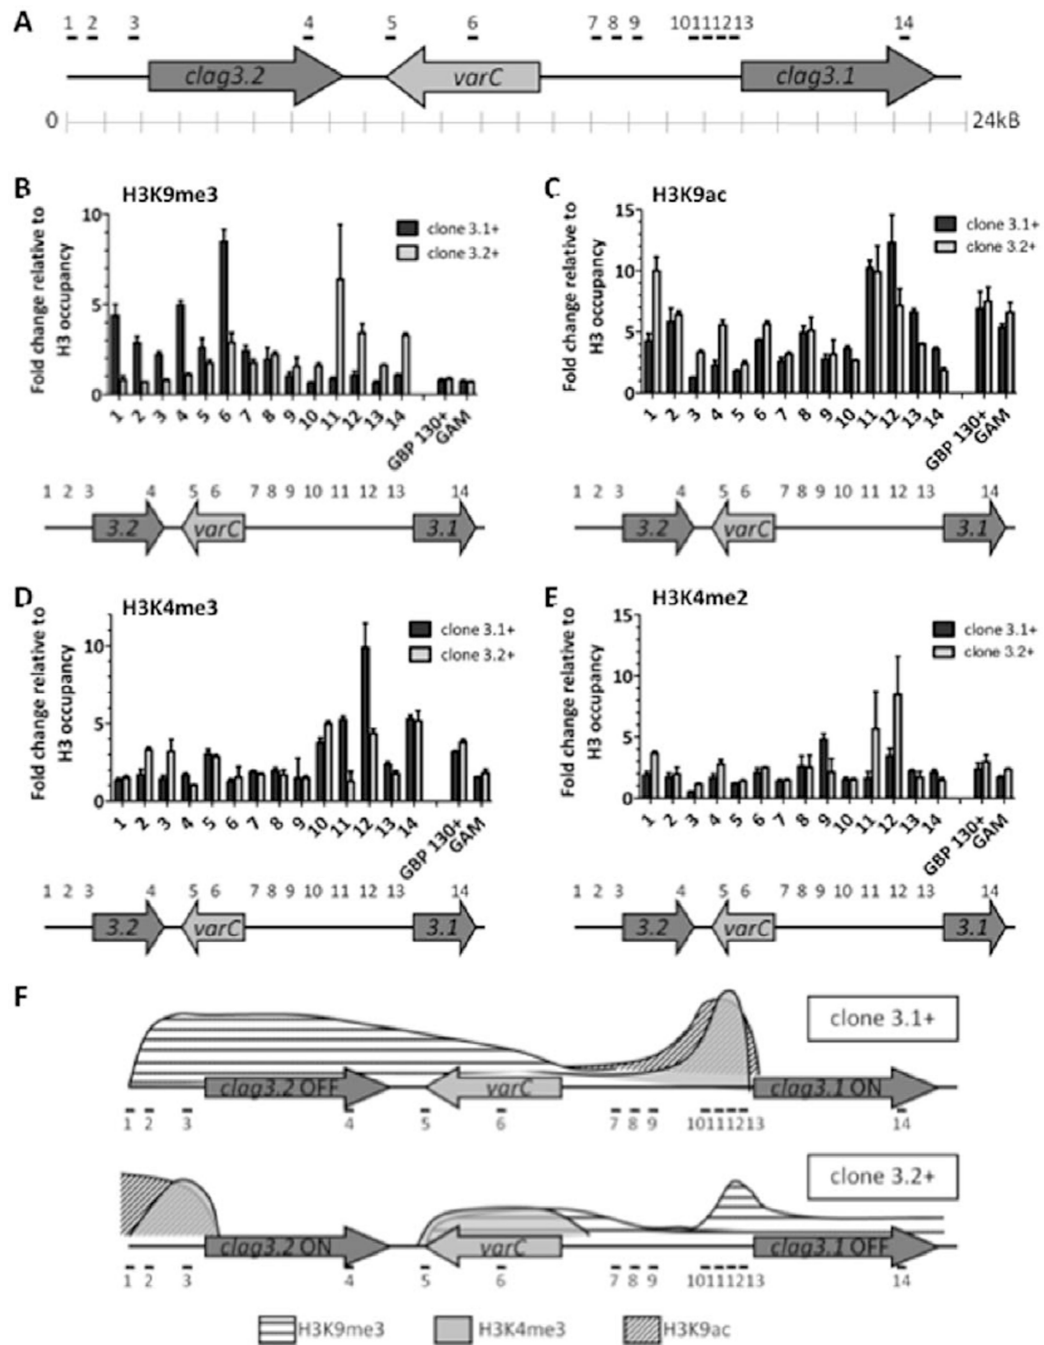 A
1 2 3 4 5 6 7 8 9 10 11 12 13 14
clag3.2 varC clag3.1
0 24kB
B H3K9me3
Fold change relative to
H3 occupancy
10
5
0
clone 3.1+
clone 3.2+
1 2 3 4 5 6 7 8 9 10 11 12 13 14 GBP 130+ GAM
1 2 3 4 5 6 7 8 9 10 11 12 13 14
3.2 varC 3.1
C H3K9ac
Fold change relative to
H3 occupancy
15
10
5
0
clone 3.1+
clone 3.2+
1 2 3 4 5 6 7 8 9 10 11 12 13 14 GBP 130+ GAM
1 2 3 4 5 6 7 8 9 10 11 12 13 14
3.2 varC 3.1
D H3K4me3
Fold change relative to
H3 occupancy
10
5
0
clone 3.1+
clone 3.2+
1 2 3 4 5 6 7 8 9 10 11 12 13 14 GBP 130+ GAM
1 2 3 4 5 6 7 8 9 10 11 12 13 14
3.2 varC 3.1
E H3K4me2
Fold change relative to
H3 occupancy
15
10
5
0
clone 3.1+
clone 3.2+
1 2 3 4 5 6 7 8 9 10 11 12 13 14 GBP 130+ GAM
1 2 3 4 5 6 7 8 9 10 11 12 13 14
3.2 varC 3.1
F
clone 3.1+
clag3.2 OFF varC clag3.1 ON
1 2 3 4 5 6 7 8 9 10 11 12 13 14
clone 3.2+
clag3.2 ON varC clag3.1 OFF
1 2 3 4 5 6 7 8 9 10 11 12 13 14
H3K9me3 H3K4me3 H3K9ac